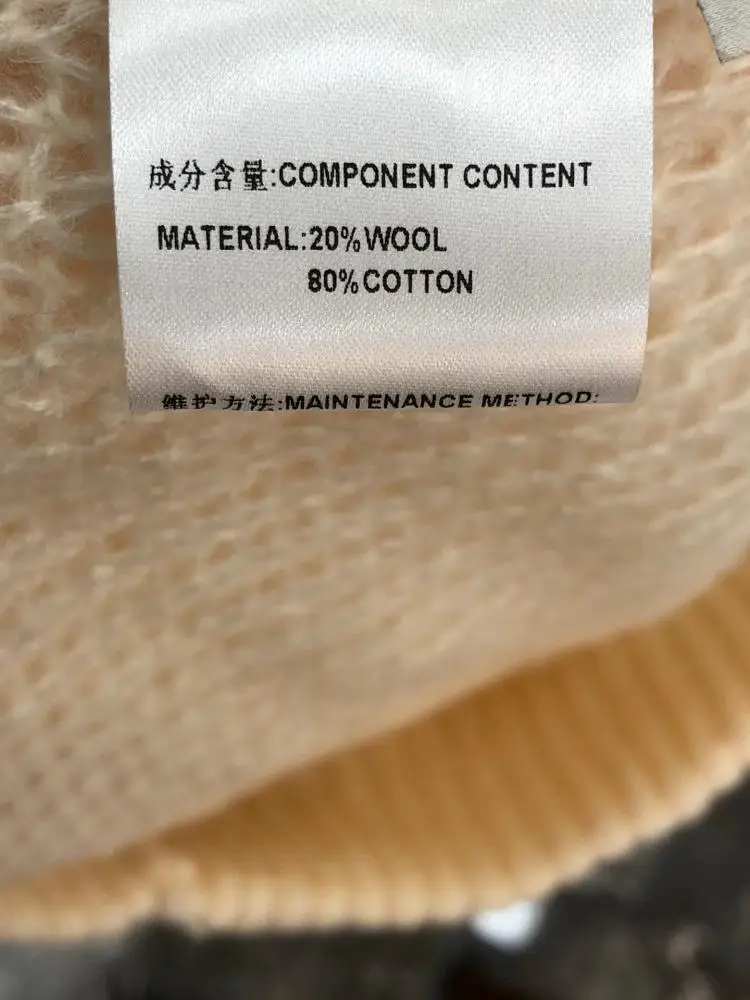 成分含量:COMPONENT CONTENT
MATERIAL:20%WOOL
80%COTTON
维护方法:MAINTENANCE METHOD: